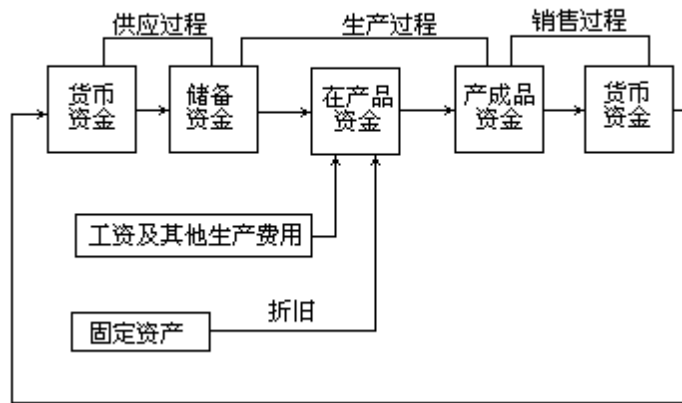 供应过程
生产过程
销售过程
货币
资金
储备
资金
在产品
资金
产成品
资金
货币
资金
工资及其他生产费用
折旧
固定资产